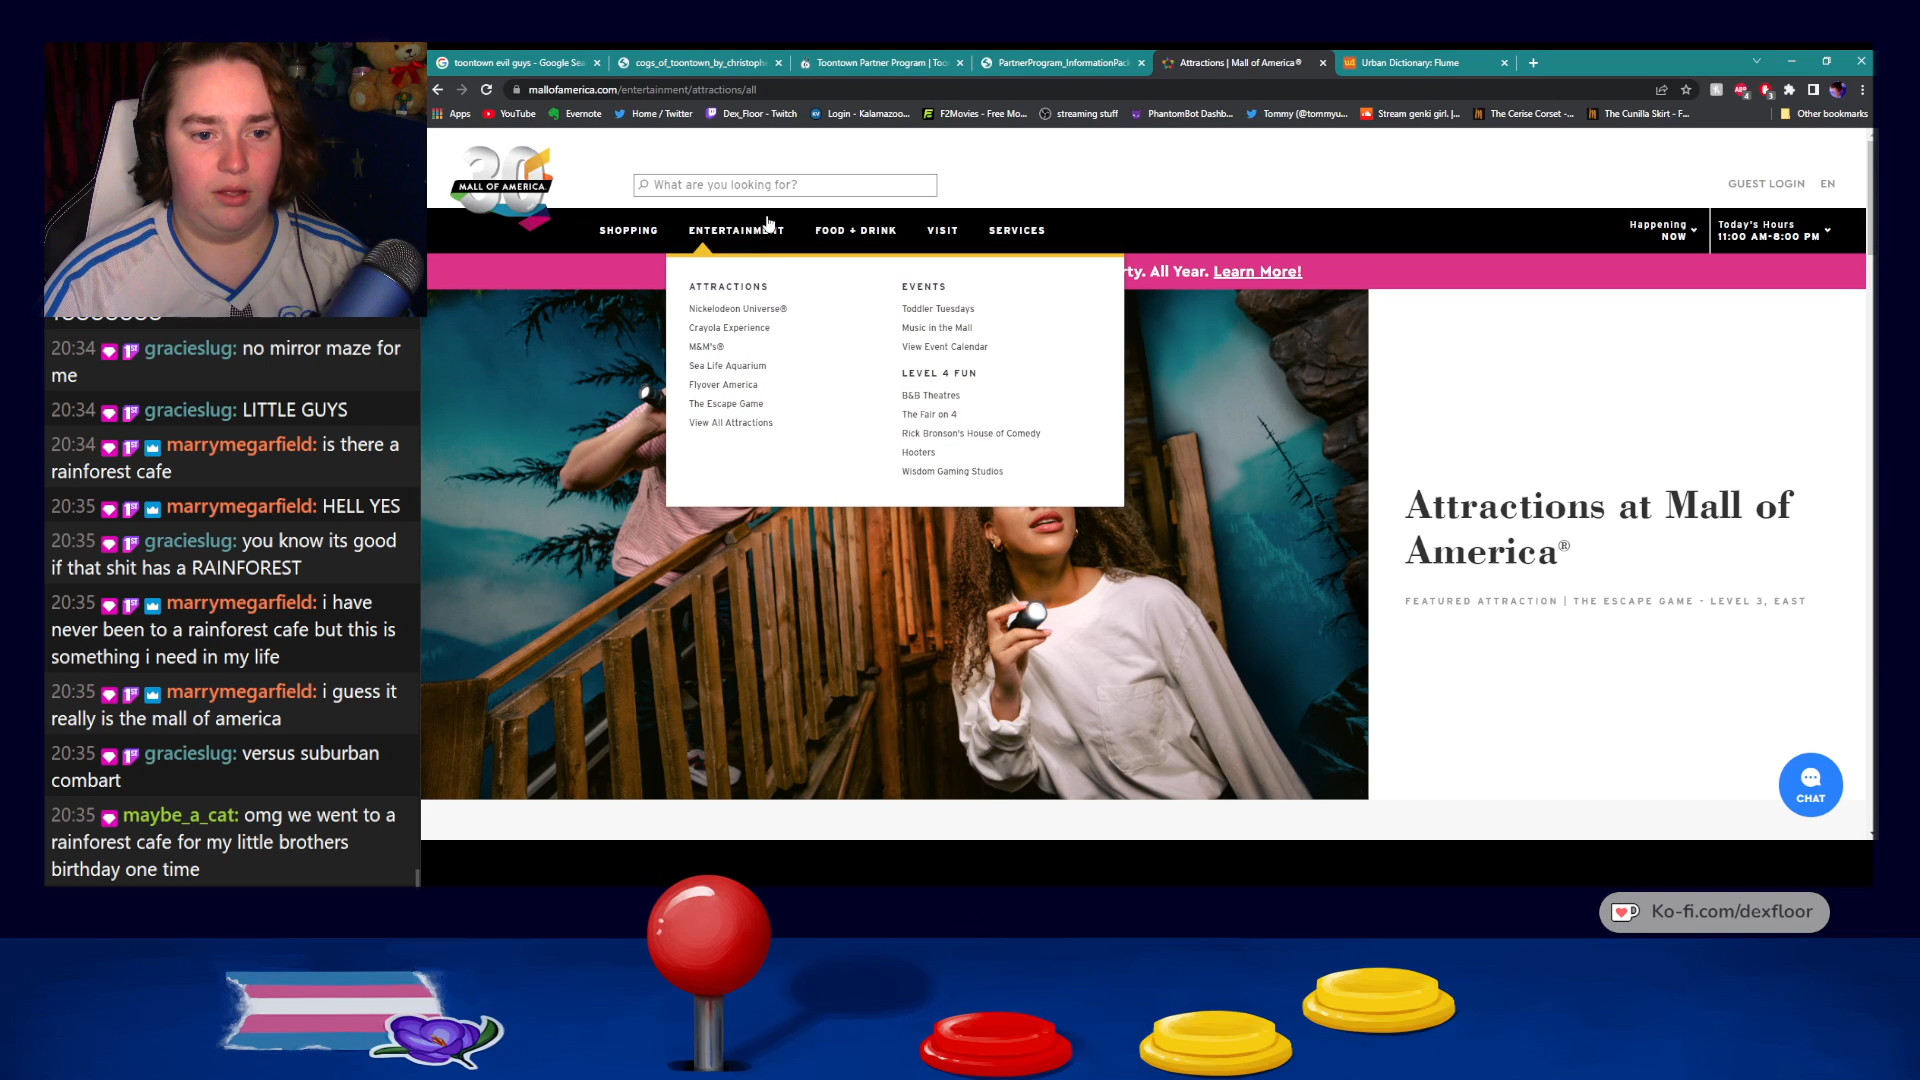 toontown evil guys - Google Sea
cogs_of_toontown_by_christoph
Toontown Partner Program | Too
PartnerProgram_InformationPac
Attractions | Mall of America®
Urban Dictionary: Flume
mallofamerica.com/entertainment/attractions/all
Apps
YouTube
Evernote
Home / Twitter
Dex_Floor - Twitch
Login - Kalamazoo...
F2Movies - Free Mo...
streaming stuff
PhantomBot Dashb...
Tommy (@tommyu...
Stream genki girl. |...
The Cerise Corset -...
The Cunilla Skirt - F...
Other bookmarks
30
MALL OF AMERICA.
What are you looking for?
GUEST LOGIN EN
SHOPPING
ENTERTAINMENT
FOOD + DRINK
VISIT
SERVICES
Happening
NOW
Today's Hours
11:00 AM-8:00 PM
rty. All Year. Learn More!
ATTRACTIONS
Nickelodeon Universe®
Crayola Experience
M&M's®
Sea Life Aquarium
Flyover America
The Escape Game
View All Attractions
EVENTS
Toddler Tuesdays
Music in the Mall
View Event Calendar
LEVEL 4 FUN
B&B Theatres
The Fair on 4
Rick Bronson's House of Comedy
Hooters
Wisdom Gaming Studios
Attractions at Mall of
America®
FEATURED ATTRACTION | THE ESCAPE GAME - LEVEL 3, EAST
CHAT
20:34 gracieslug: no mirror maze for
me
20:34 gracieslug: LITTLE GUYS
20:34 marrymegarfield: is there a
rainforest cafe
20:35 marrymegarfield: HELL YES
20:35 gracieslug: you know its good
if that shit has a RAINFOREST
20:35 marrymegarfield: i have
never been to a rainforest cafe but this is
something i need in my life
20:35 marrymegarfield: i guess it
really is the mall of america
20:35 gracieslug: versus suburban
combart
20:35 maybe_a_cat: omg we went to a
rainforest cafe for my little brothers
birthday one time
Ko-fi.com/dexfloor